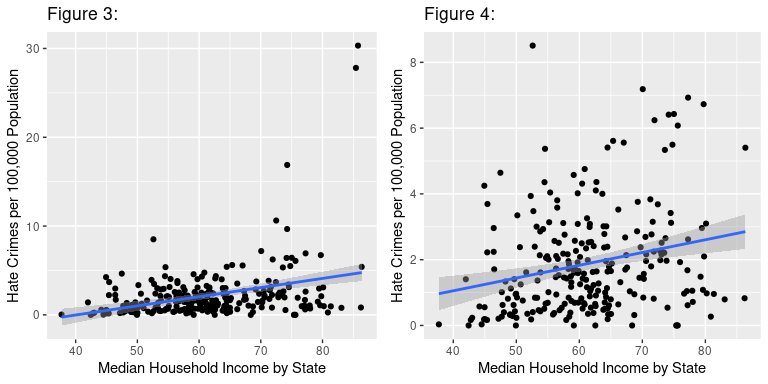 Figure 3:
Figure 4:
Hate Crimes per 100,000 Population
30
20
10
0
40 50 60 70 80
Median Household Income by State
Hate Crimes per 100,000 Population
8
6
4
2
0
40 50 60 70 80
Median Household Income by State